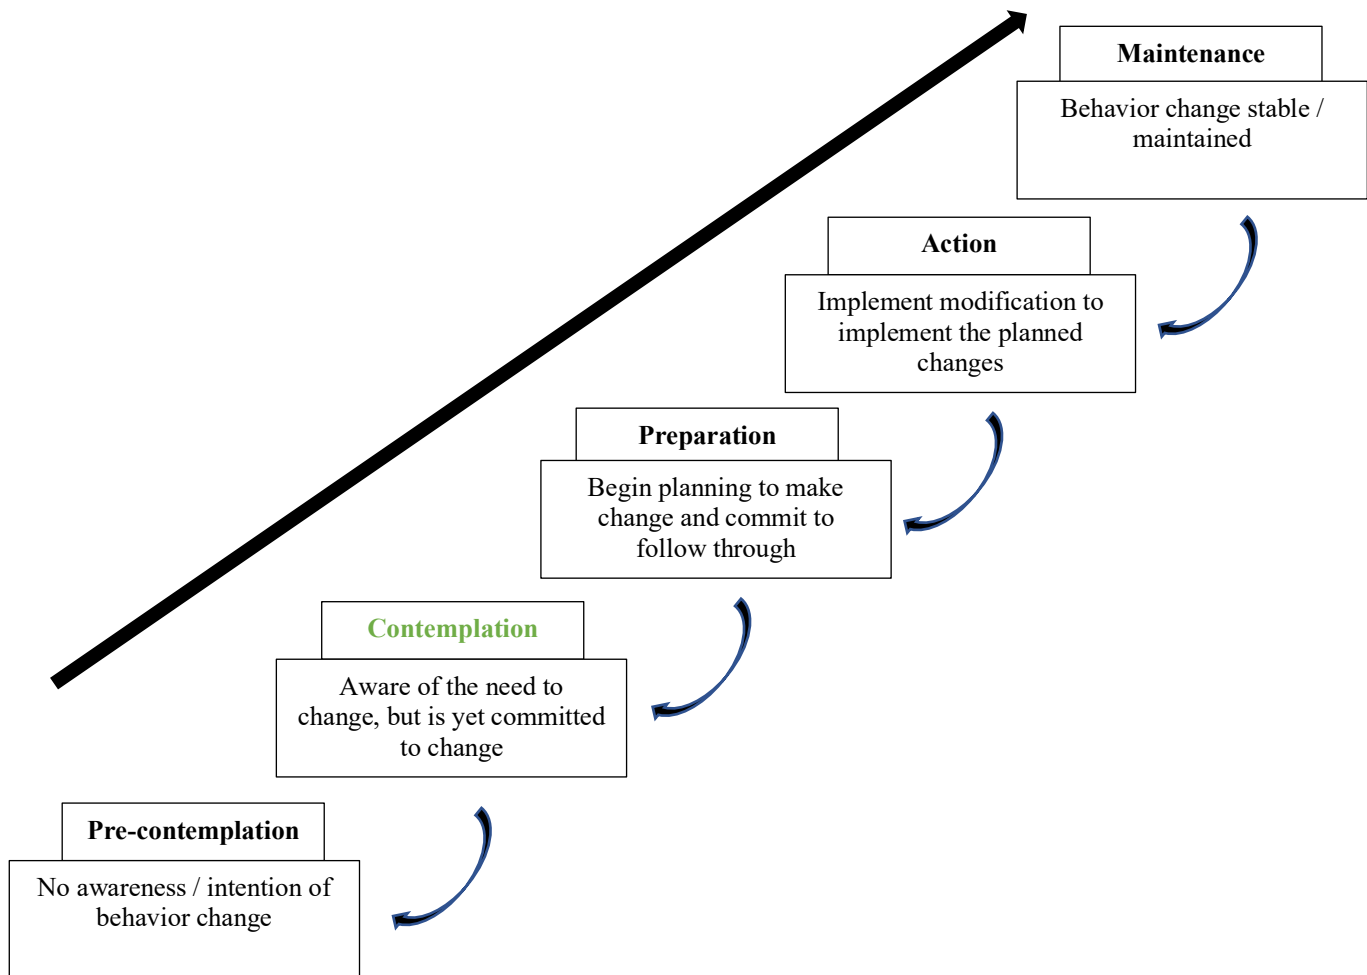 Maintenance
Behavior change stable /
maintained
Action
Implement modification to
implement the planned
changes
Preparation
Begin planning to make
change and commit to
follow through
Contemplation
Aware of the need to
change, but is yet committed
to change
Pre-contemplation
No awareness / intention of
behavior change